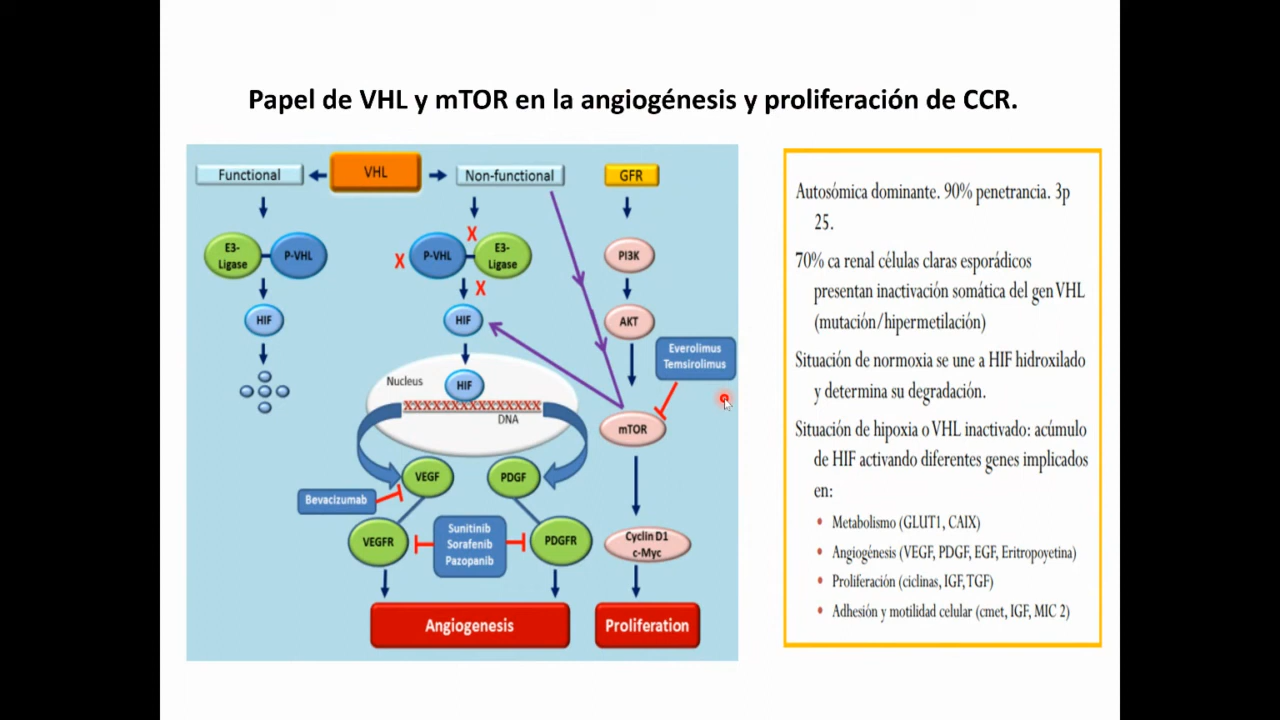 Papel de VHL y mTOR en la angiogénesis y proliferación de CCR.
Functional
VHL
Non-functional
GFR
E3-
Ligase
P-VHL
X
X
P-VHL
E3-
Ligase
X
PI3K
HIF
HIF
AKT
Everolimus
Temsirolimus
Nucleus
HIF
XXXXXXXXXXXXXXX
DNA
mTOR
VEGF
PDGF
Bevacizumab
VEGFR
Sunitinib
Sorafenib
Pazopanib
PDGFR
Cyclin D1
c-Myc
Angiogenesis
Proliferation
Autosómica dominante. 90% penetrancia. 3p
25.
70% ca renal células claras esporádicos
presentan inactivación somática del gen VHL
(mutación/hipermetilación)
Situación de normoxia se une a HIF hidroxilado
y determina su degradación.
Situación de hipoxia o VHL inactivado: acúmulo
de HIF activando diferentes genes implicados
en:
• Metabolismo (GLUT1, CAIX)
• Angiogénesis (VEGF, PDGF, EGF, Eritropoyetina)
• Proliferación (ciclinas, IGF, TGF)
• Adhesión y motilidad celular (cmet, IGF, MIC 2)